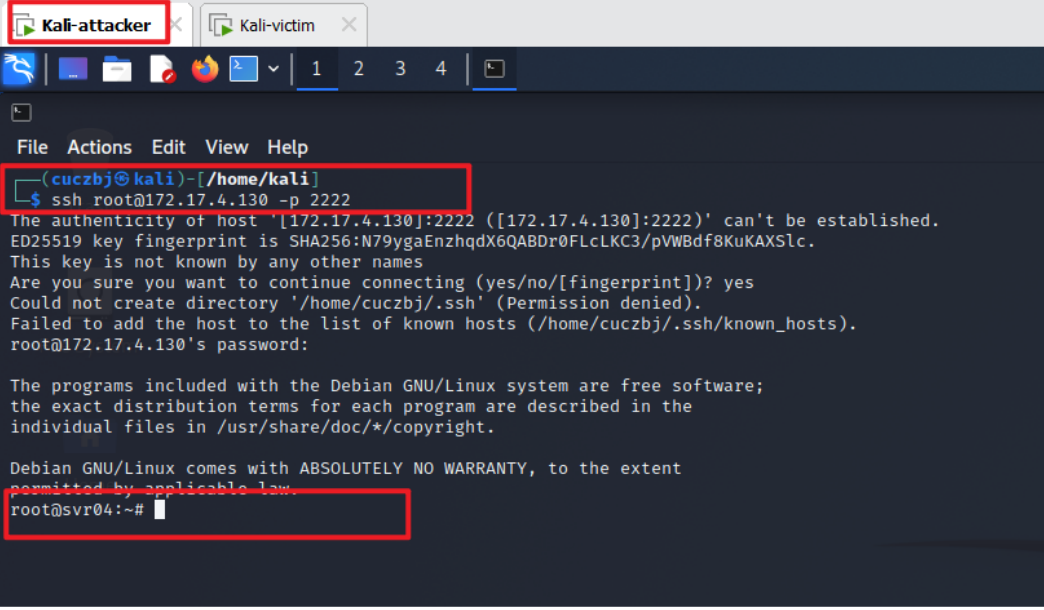 Kali-attacker Kali-victim
1 2 3 4
File Actions Edit View Help
(cuczbj㉿kali)-[/home/kali]
$ ssh root@172.17.4.130 -p 2222
The authenticity of host '[172.17.4.130]:2222 ([172.17.4.130]:2222)' can't be established.
ED25519 key fingerprint is SHA256:N79ygaEnzhqdX6QABDr0FLcLKC3/pVWBdf8KuKAXSlc.
This key is not known by any other names
Are you sure you want to continue connecting (yes/no/[fingerprint])? yes
Could not create directory '/home/cuczbj/.ssh' (Permission denied).
Failed to add the host to the list of known hosts (/home/cuczbj/.ssh/known_hosts).
root@172.17.4.130's password:
The programs included with the Debian GNU/Linux system are free software;
the exact distribution terms for each program are described in the
individual files in /usr/share/doc/*/copyright.
Debian GNU/Linux comes with ABSOLUTELY NO WARRANTY, to the extent
permitted by applicable law.
root@svr04:~#